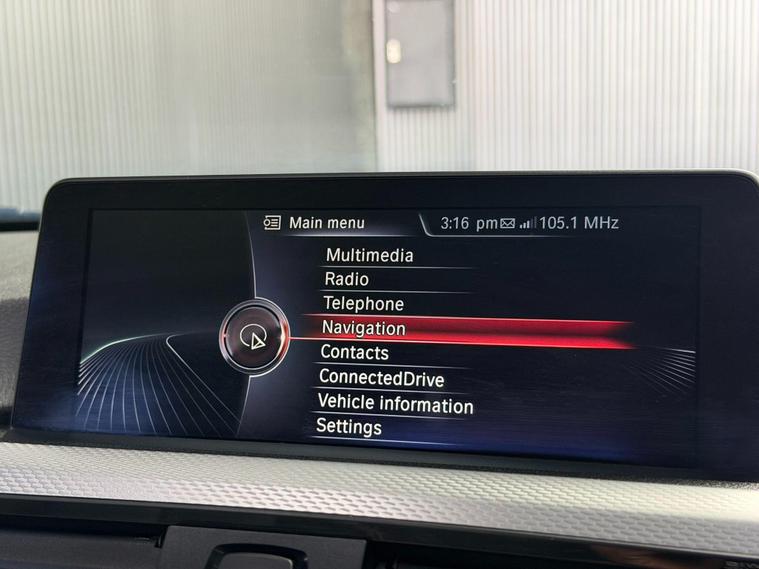 Main menu
3:16 pm 105.1 MHz
Multimedia
Radio
Telephone
Navigation
Contacts
ConnectedDrive
Vehicle information
Settings